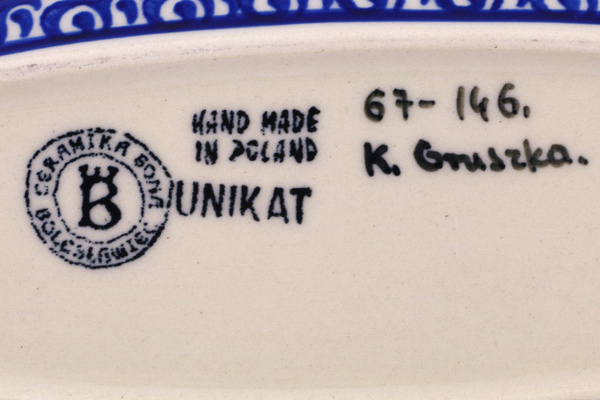 CERAMIKA BONA
BOLESŁAWIEC
B
HAND MADE
IN POLAND
UNIKAT
67-146.
K. Gruszka.